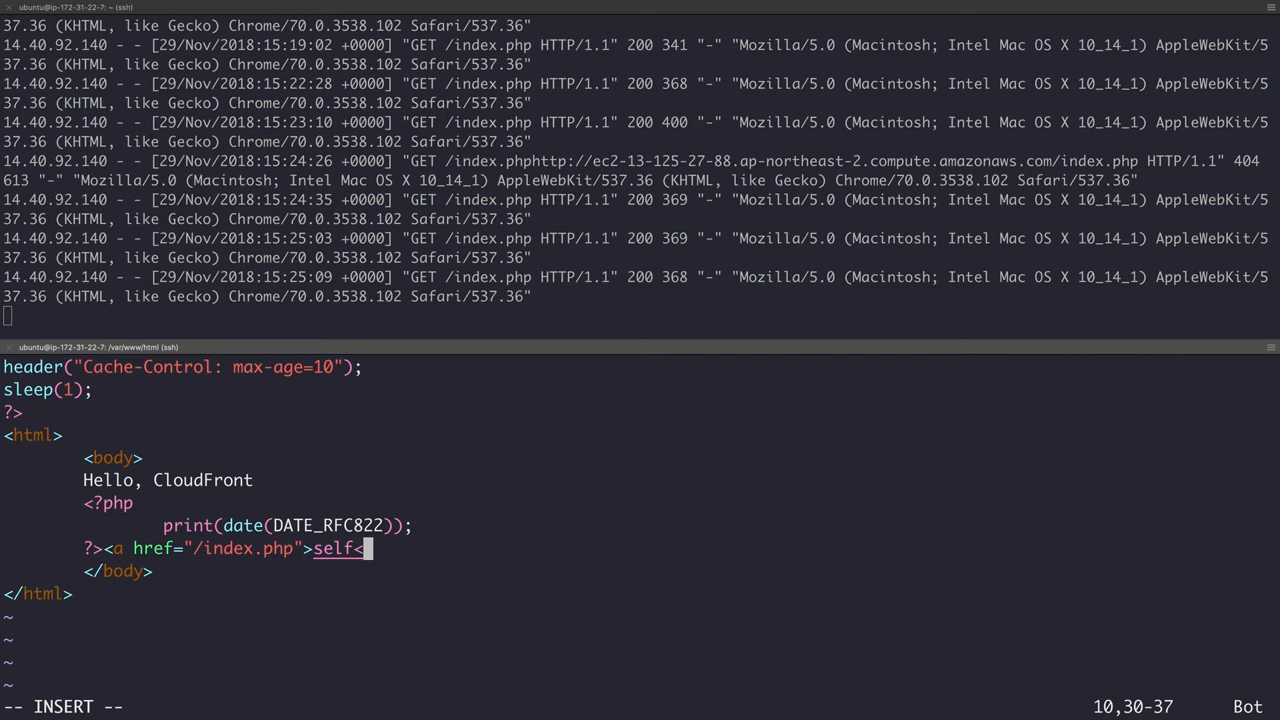 ubuntu@ip-172-31-22-7: ~ (ssh)
37.36 (KHTML, like Gecko) Chrome/70.0.3538.102 Safari/537.36"
14.40.92.140 - - [29/Nov/2018:15:19:02 +0000] "GET /index.php HTTP/1.1" 200 341 "-" "Mozilla/5.0 (Macintosh; Intel Mac OS X 10_14_1) AppleWebKit/5
37.36 (KHTML, like Gecko) Chrome/70.0.3538.102 Safari/537.36"
14.40.92.140 - - [29/Nov/2018:15:22:28 +0000] "GET /index.php HTTP/1.1" 200 368 "-" "Mozilla/5.0 (Macintosh; Intel Mac OS X 10_14_1) AppleWebKit/5
37.36 (KHTML, like Gecko) Chrome/70.0.3538.102 Safari/537.36"
14.40.92.140 - - [29/Nov/2018:15:23:10 +0000] "GET /index.php HTTP/1.1" 200 400 "-" "Mozilla/5.0 (Macintosh; Intel Mac OS X 10_14_1) AppleWebKit/5
37.36 (KHTML, like Gecko) Chrome/70.0.3538.102 Safari/537.36"
14.40.92.140 - - [29/Nov/2018:15:24:26 +0000] "GET /index.phphttp://ec2-13-125-27-88.ap-northeast-2.compute.amazonaws.com/index.php HTTP/1.1" 404
613 "-" "Mozilla/5.0 (Macintosh; Intel Mac OS X 10_14_1) AppleWebKit/537.36 (KHTML, like Gecko) Chrome/70.0.3538.102 Safari/537.36"
14.40.92.140 - - [29/Nov/2018:15:24:35 +0000] "GET /index.php HTTP/1.1" 200 369 "-" "Mozilla/5.0 (Macintosh; Intel Mac OS X 10_14_1) AppleWebKit/5
37.36 (KHTML, like Gecko) Chrome/70.0.3538.102 Safari/537.36"
14.40.92.140 - - [29/Nov/2018:15:25:03 +0000] "GET /index.php HTTP/1.1" 200 369 "-" "Mozilla/5.0 (Macintosh; Intel Mac OS X 10_14_1) AppleWebKit/5
37.36 (KHTML, like Gecko) Chrome/70.0.3538.102 Safari/537.36"
14.40.92.140 - - [29/Nov/2018:15:25:09 +0000] "GET /index.php HTTP/1.1" 200 368 "-" "Mozilla/5.0 (Macintosh; Intel Mac OS X 10_14_1) AppleWebKit/5
37.36 (KHTML, like Gecko) Chrome/70.0.3538.102 Safari/537.36"
ubuntu@ip-172-31-22-7: /var/www/html (ssh)
header("Cache-Control: max-age=10");
sleep(1);
?>
<html>
<body>
Hello, CloudFront
<?php
print(date(DATE_RFC822));
?><a href="/index.php">self<
</body>
</html>
~
~
~
~
-- INSERT -- 10,30-37 Bot